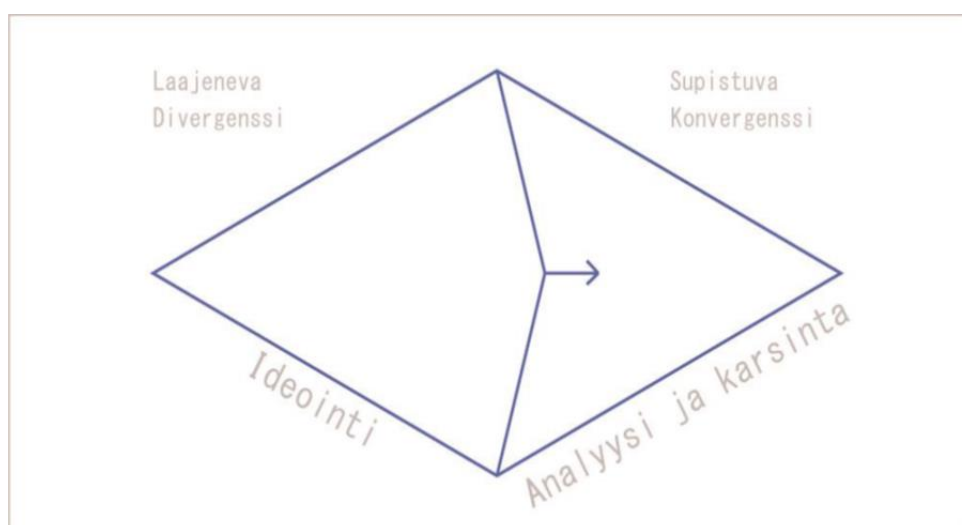 Laajeneva
Divergenssi
Supistuva
Konvergenssi
Ideointi
Analyysi ja karsinta